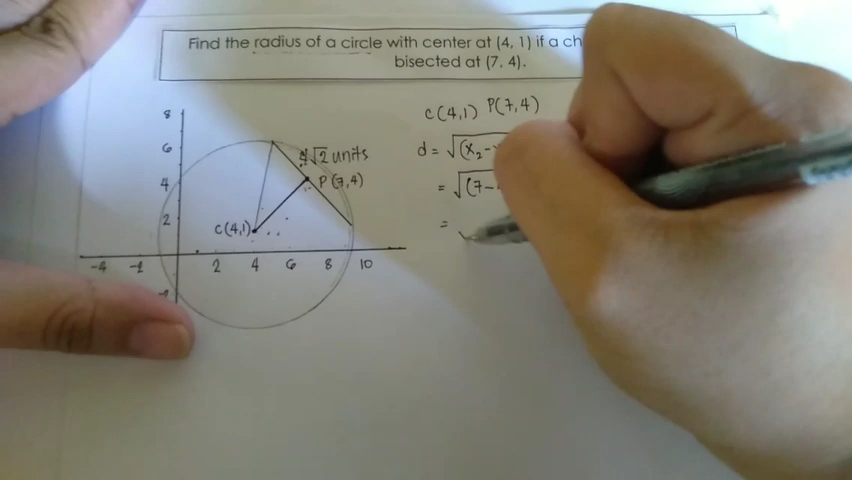 Find the radius of a circle with center at (4, 1) if a ch
bisected at (7, 4).
C(4,1) P(7,4)
d = √(x₂-
= √(7-
=
8
6
4
2
√2 units
P(7,4)
C(4,1)
-4 -1 2 4 6 8 10